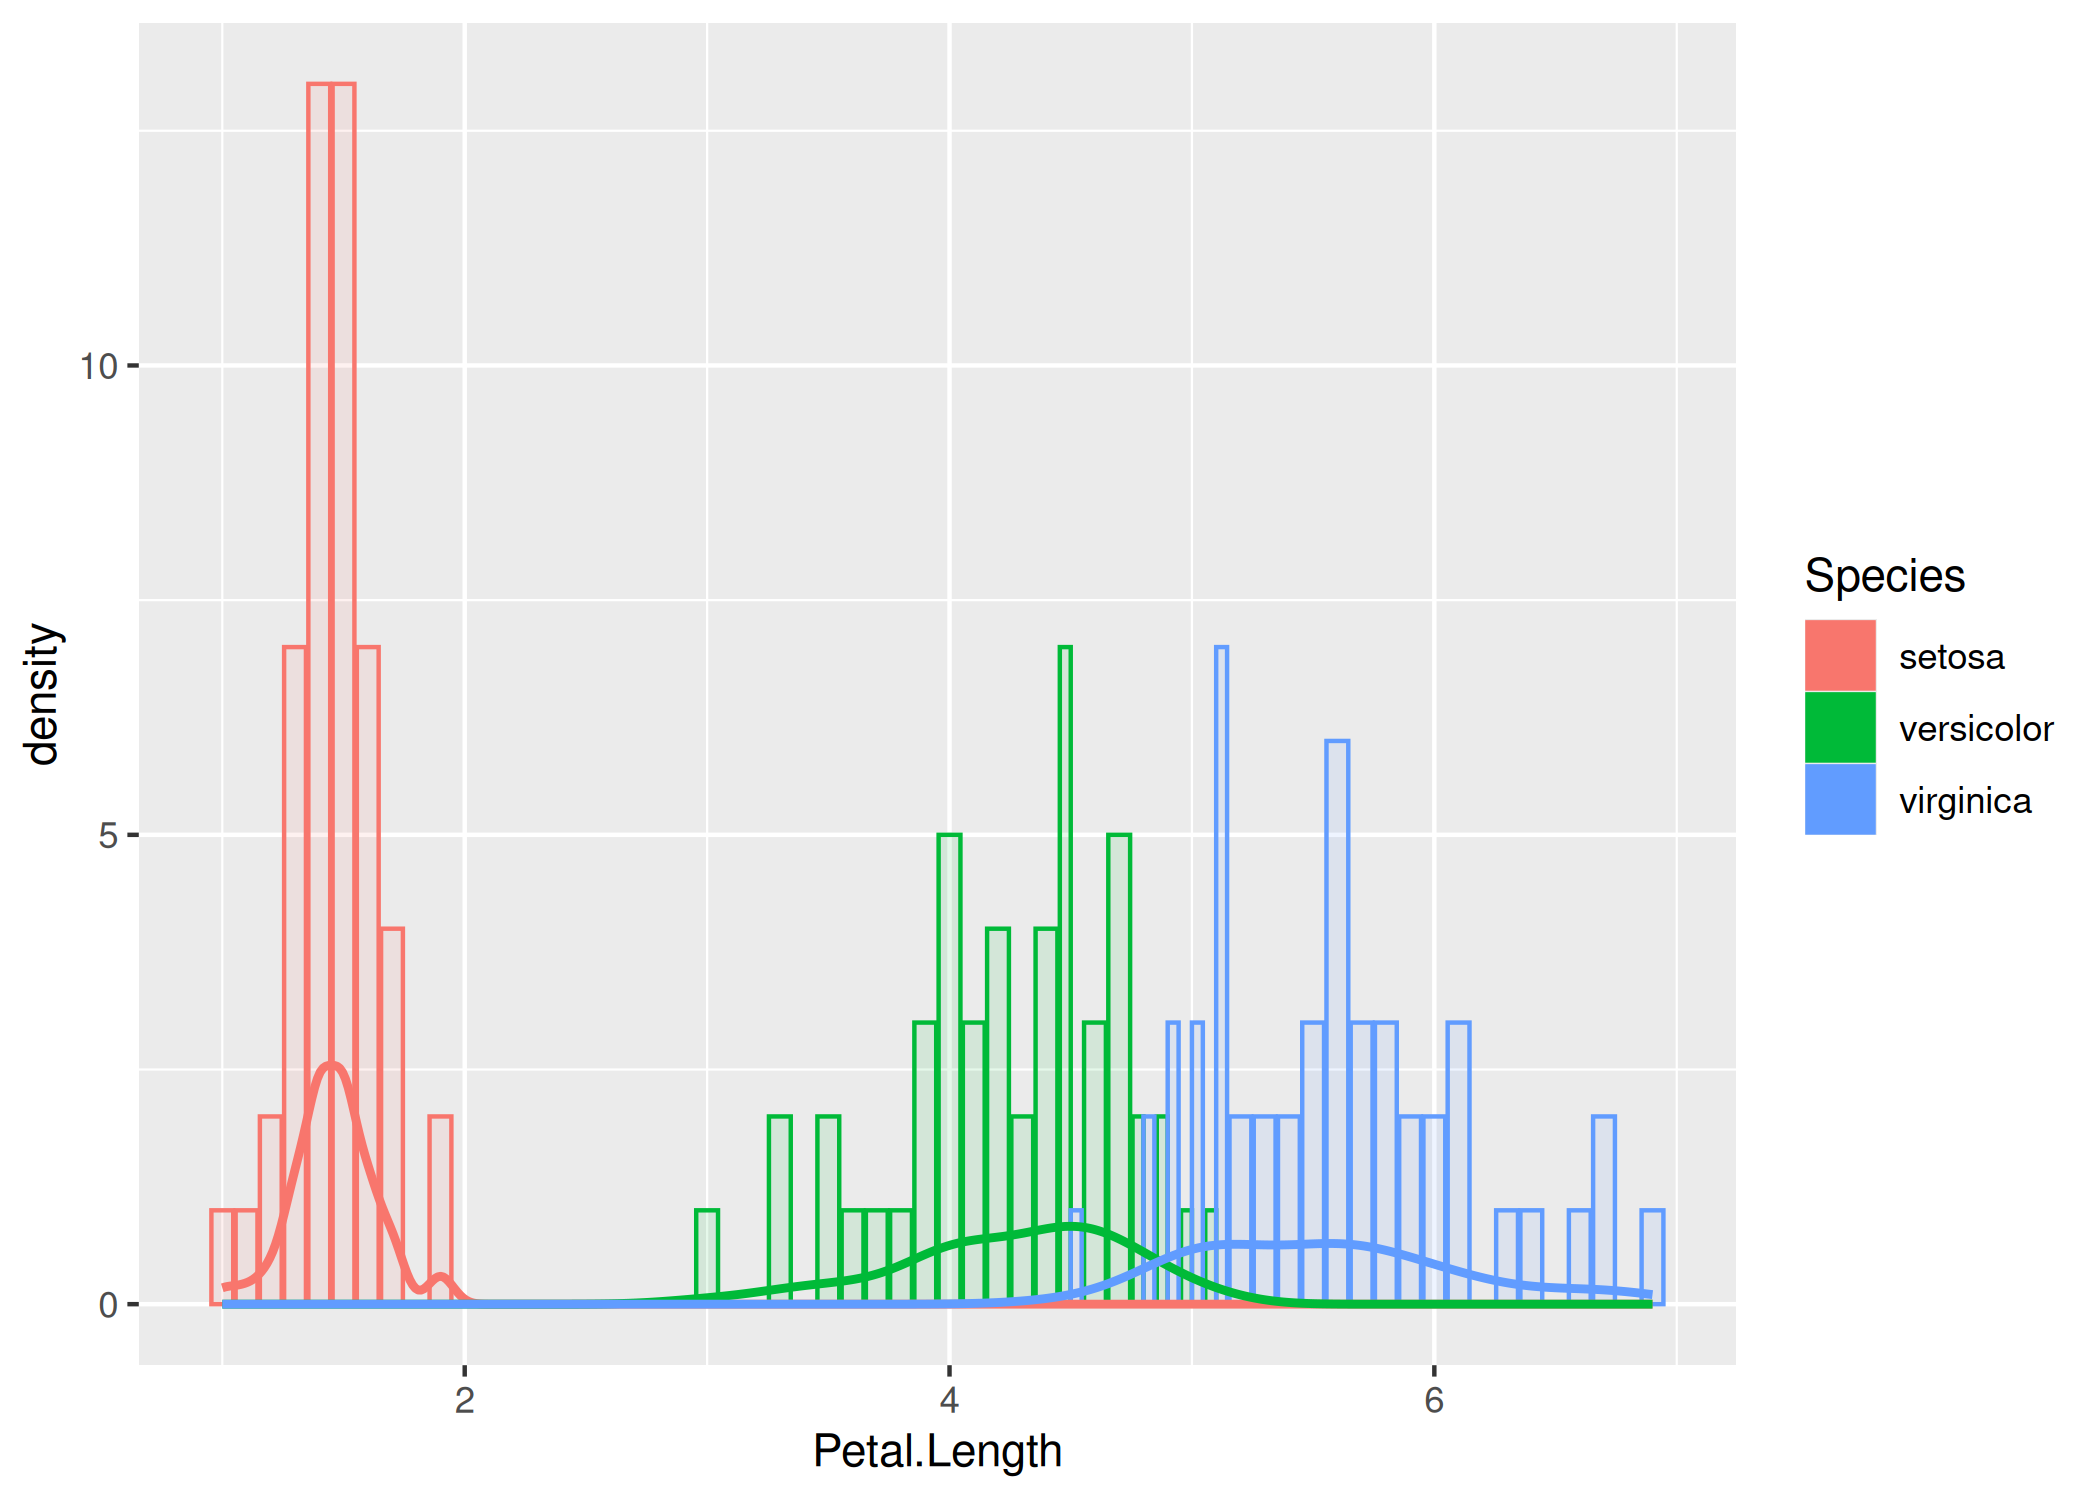 10
5
0
density
2 4 6
Petal.Length
Species
setosa
versicolor
virginica